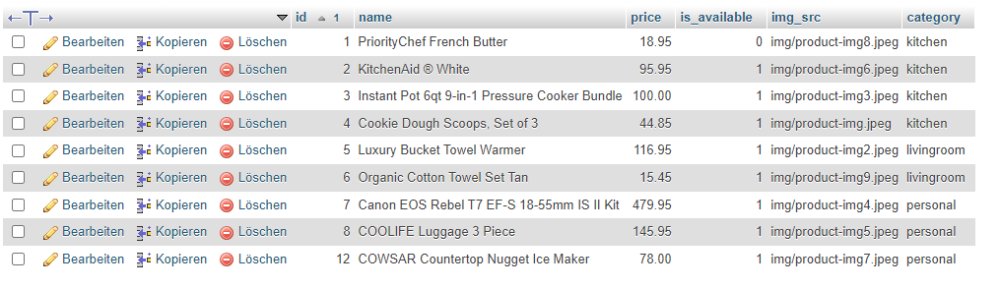 id 1 name price is_available img_src category
Bearbeiten Kopieren Löschen 1 PriorityChef French Butter 18.95 0 img/product-img8.jpeg kitchen
Bearbeiten Kopieren Löschen 2 KitchenAid ® White 95.95 1 img/product-img6.jpeg kitchen
Bearbeiten Kopieren Löschen 3 Instant Pot 6qt 9-in-1 Pressure Cooker Bundle 100.00 1 img/product-img3.jpeg kitchen
Bearbeiten Kopieren Löschen 4 Cookie Dough Scoops, Set of 3 44.85 1 img/product-img.jpeg kitchen
Bearbeiten Kopieren Löschen 5 Luxury Bucket Towel Warmer 116.95 1 img/product-img2.jpeg livingroom
Bearbeiten Kopieren Löschen 6 Organic Cotton Towel Set Tan 15.45 1 img/product-img9.jpeg livingroom
Bearbeiten Kopieren Löschen 7 Canon EOS Rebel T7 EF-S 18-55mm IS II Kit 479.95 1 img/product-img4.jpeg personal
Bearbeiten Kopieren Löschen 8 COOLIFE Luggage 3 Piece 145.95 1 img/product-img5.jpeg personal
Bearbeiten Kopieren Löschen 12 COWSAR Countertop Nugget Ice Maker 78.00 1 img/product-img7.jpeg personal